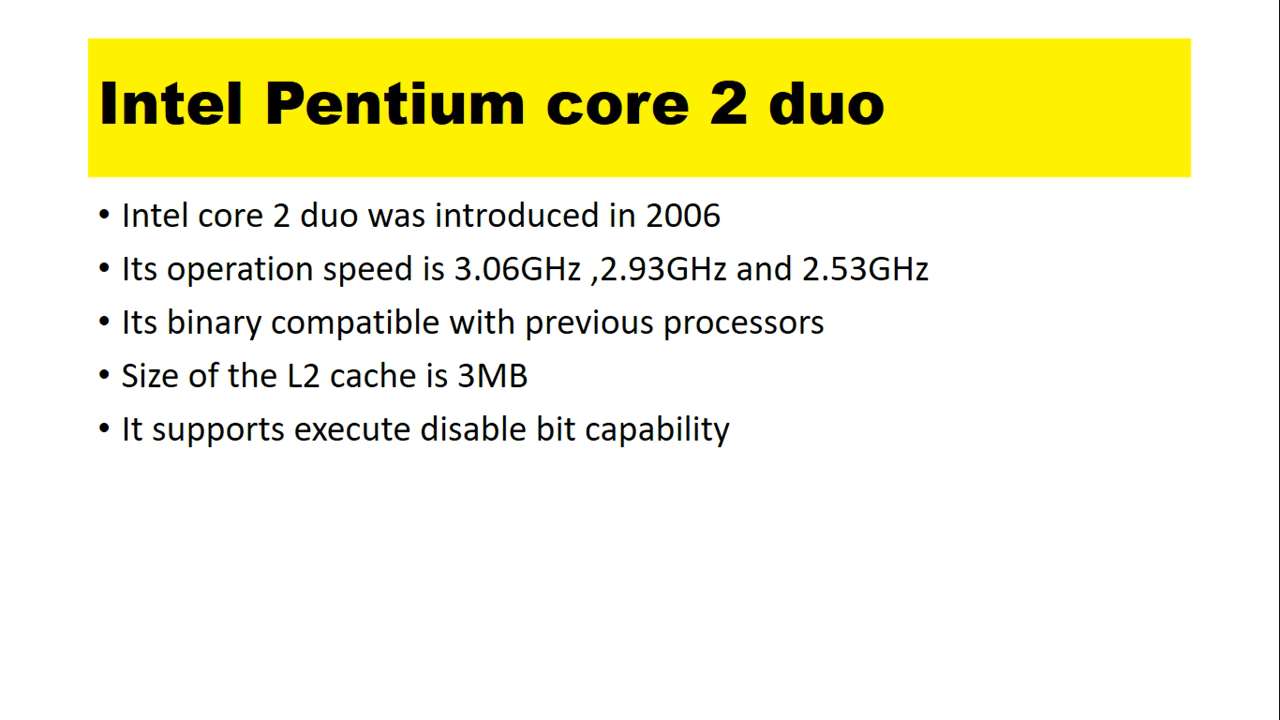 Intel Pentium core 2 duo
• Intel core 2 duo was introduced in 2006
• Its operation speed is 3.06GHz ,2.93GHz and 2.53GHz
• Its binary compatible with previous processors
• Size of the L2 cache is 3MB
• It supports execute disable bit capability